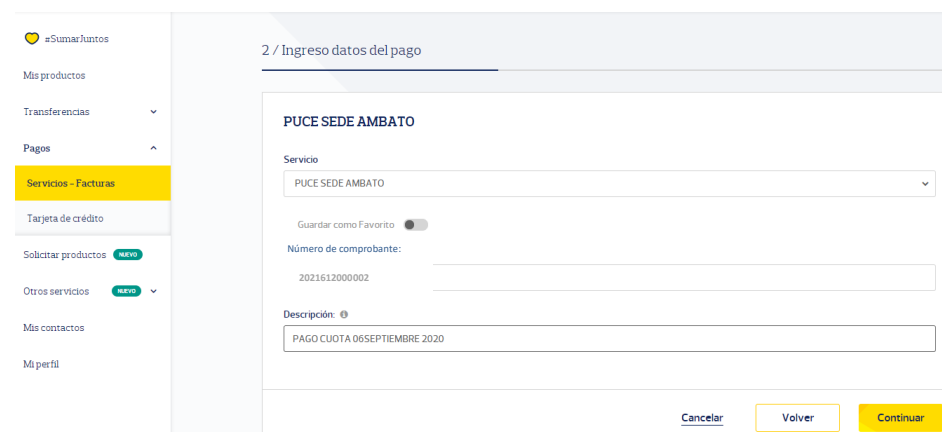 #SumarJuntos
Mis productos
Transferencias
Pagos
Servicios - Facturas
Tarjeta de crédito
Solicitar productos NUEVO
Otros servicios NUEVO
Mis contactos
Mi perfil
2 / Ingreso datos del pago
PUCE SEDE AMBATO
Servicio
PUCE SEDE AMBATO
Guardar como Favorito
Número de comprobante:
2021612000002
Descripción:
PAGO CUOTA 06SEPTIEMBRE 2020
Cancelar Volver Continuar